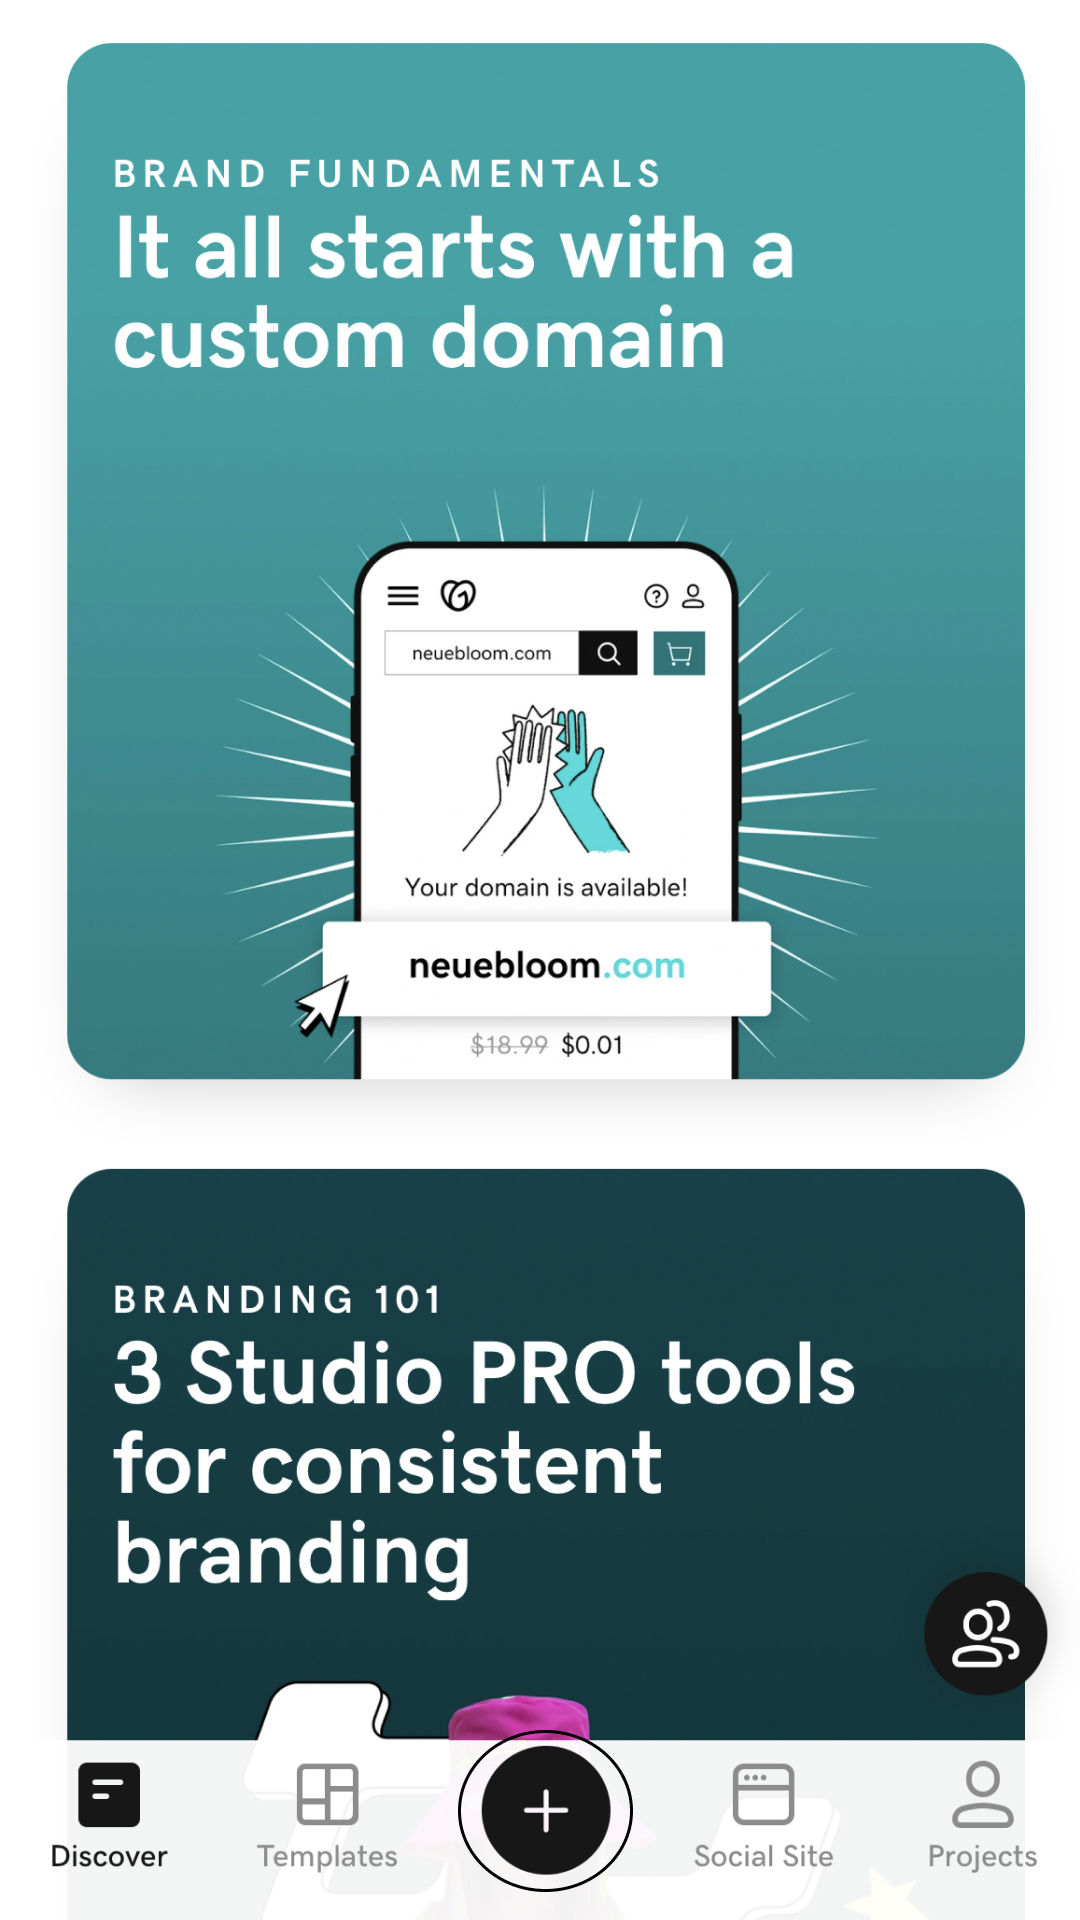 BRAND FUNDAMENTALS
It all starts with a
custom domain
neuebloom.com
Your domain is available!
neuebloom.com
$18.99 $0.01
BRANDING 101
3 Studio PRO tools
for consistent
branding
Discover
Templates
Social Site
Projects